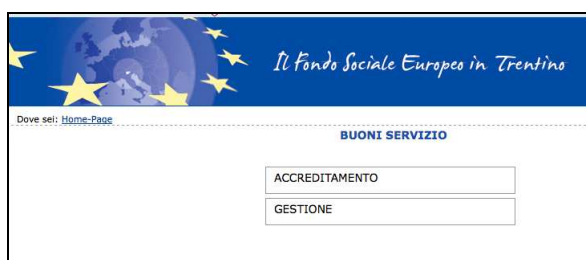 Il Fondo Sociale Europeo in Trentino
Dove sei: Home-Page
BUONI SERVIZIO
ACCREDITAMENTO
GESTIONE